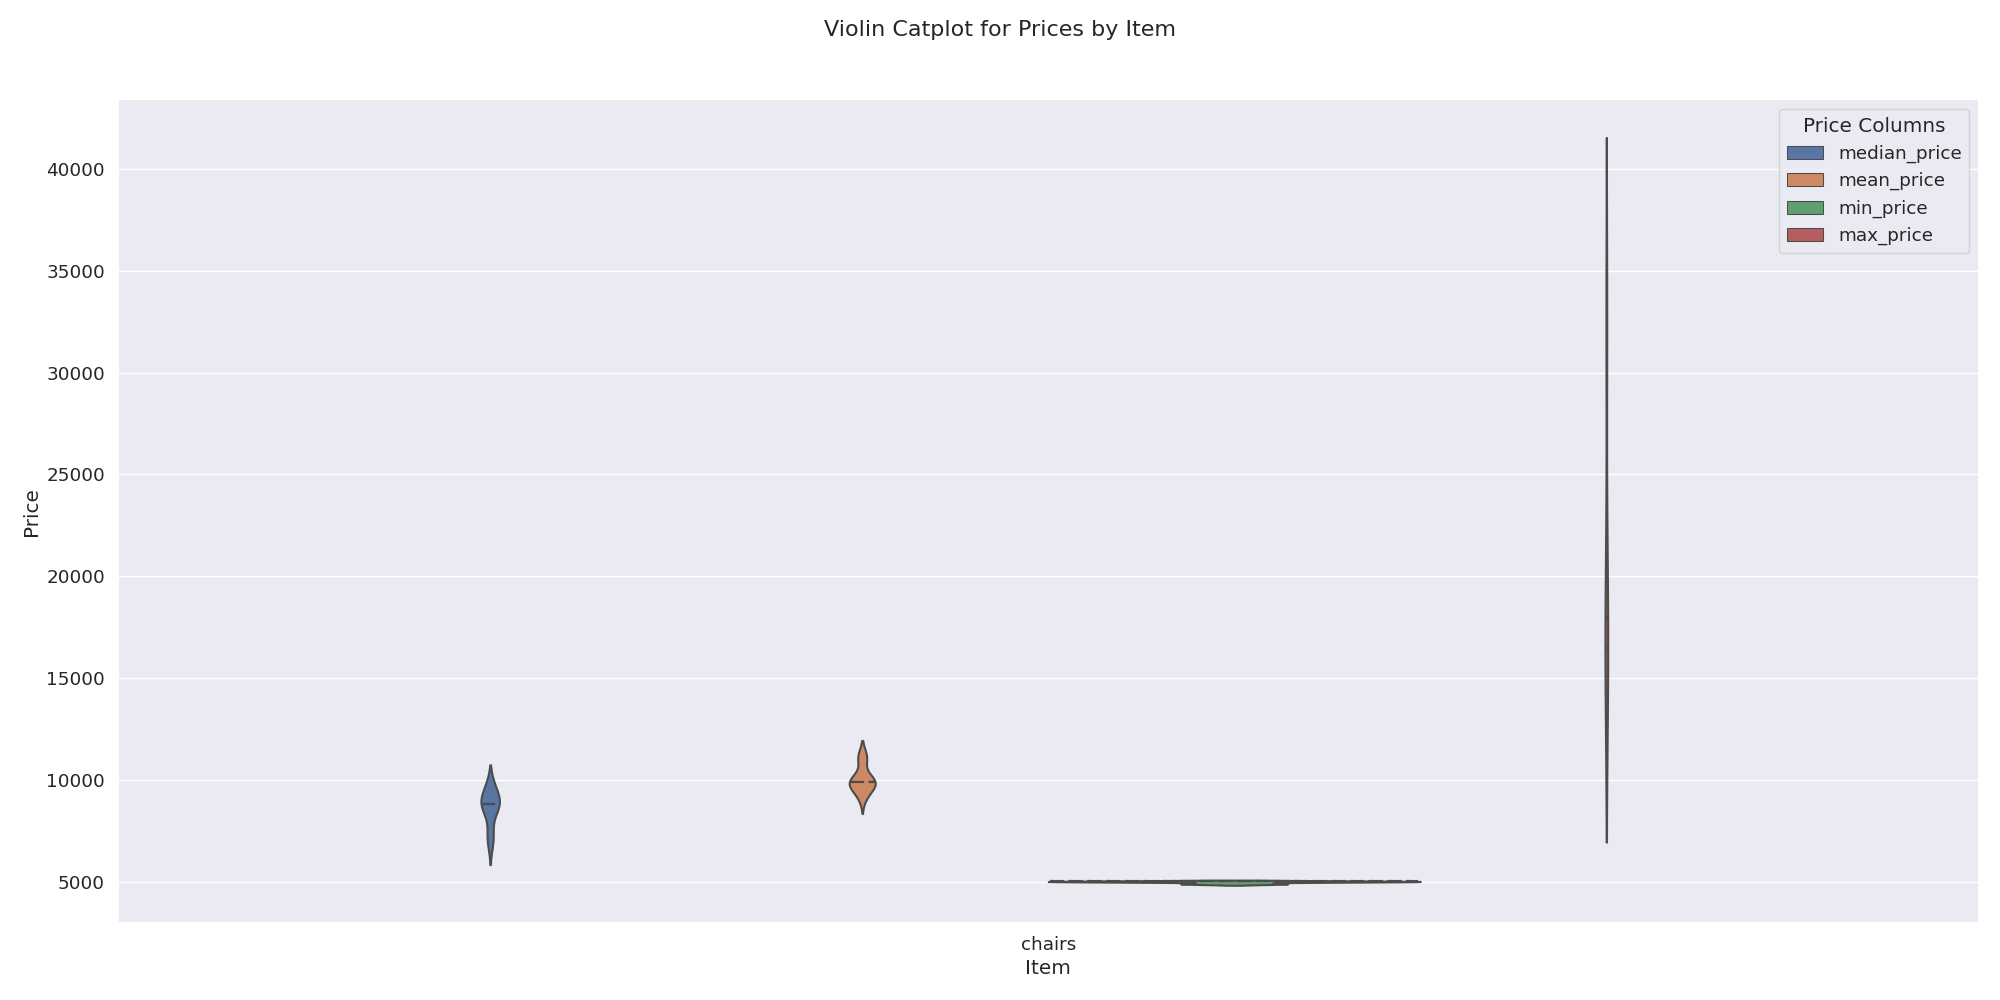 Violin Catplot for Prices by Item
Price Columns
median_price
mean_price
min_price
max_price
40000
35000
30000
25000
20000
15000
10000
5000
Price
chairs
Item